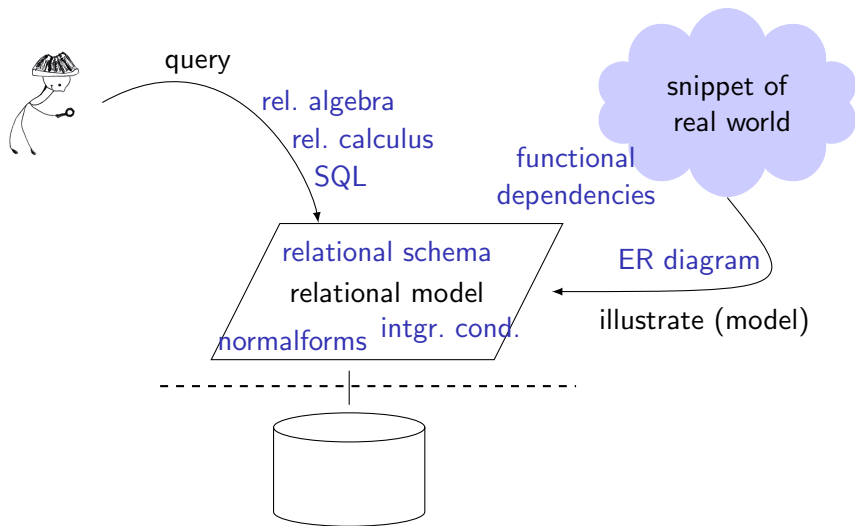 query
rel. algebra
rel. calculus
SQL
snippet of
real world
functional
dependencies
relational schema
relational model
normalforms
intgr. cond.
ER diagram
illustrate (model)